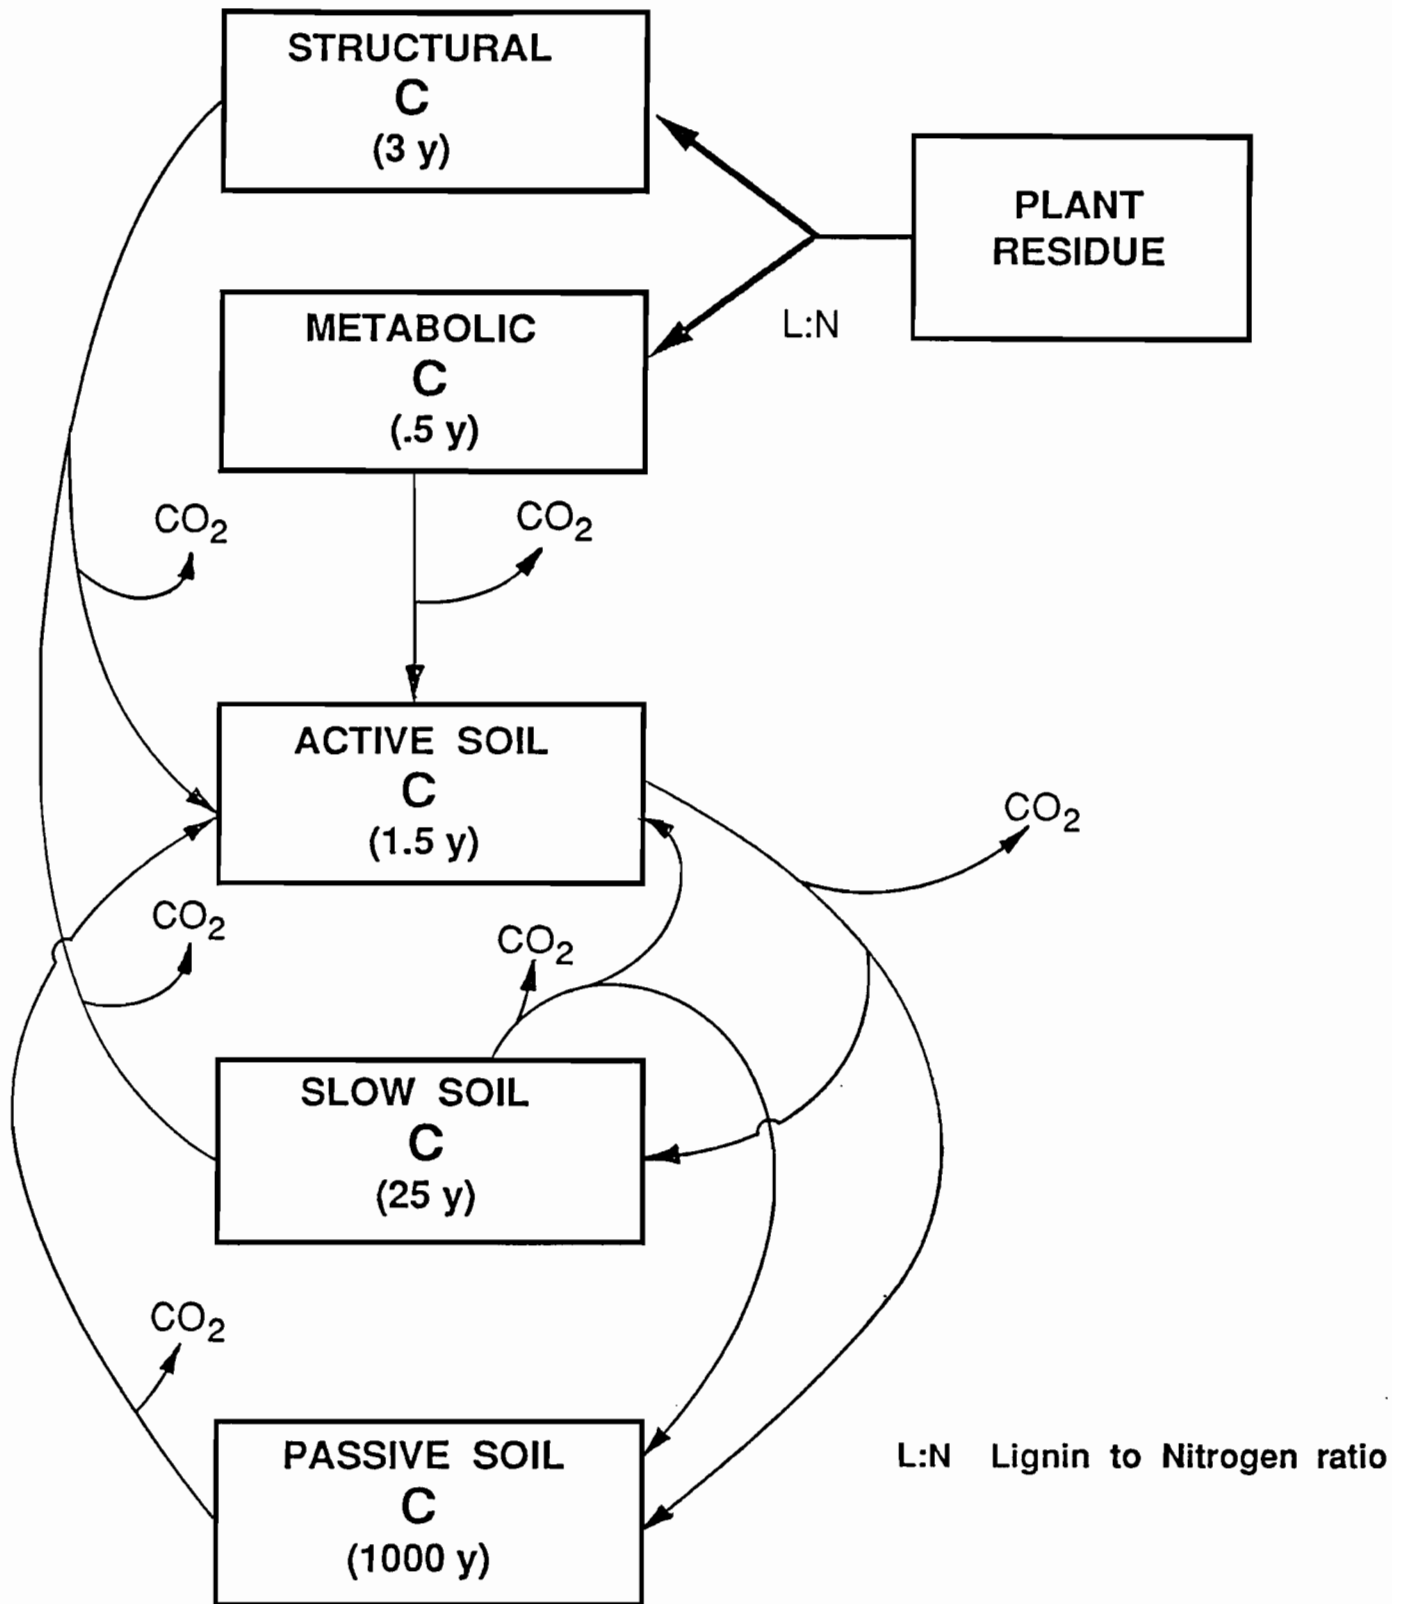 STRUCTURAL
C
(3 y)
PLANT
RESIDUE
METABOLIC
C
(.5 y)
L:N
CO2
CO2
ACTIVE SOIL
C
(1.5 y)
CO2
CO2
CO2
SLOW SOIL
C
(25 y)
CO2
PASSIVE SOIL
C
(1000 y)
L:N Lignin to Nitrogen ratio